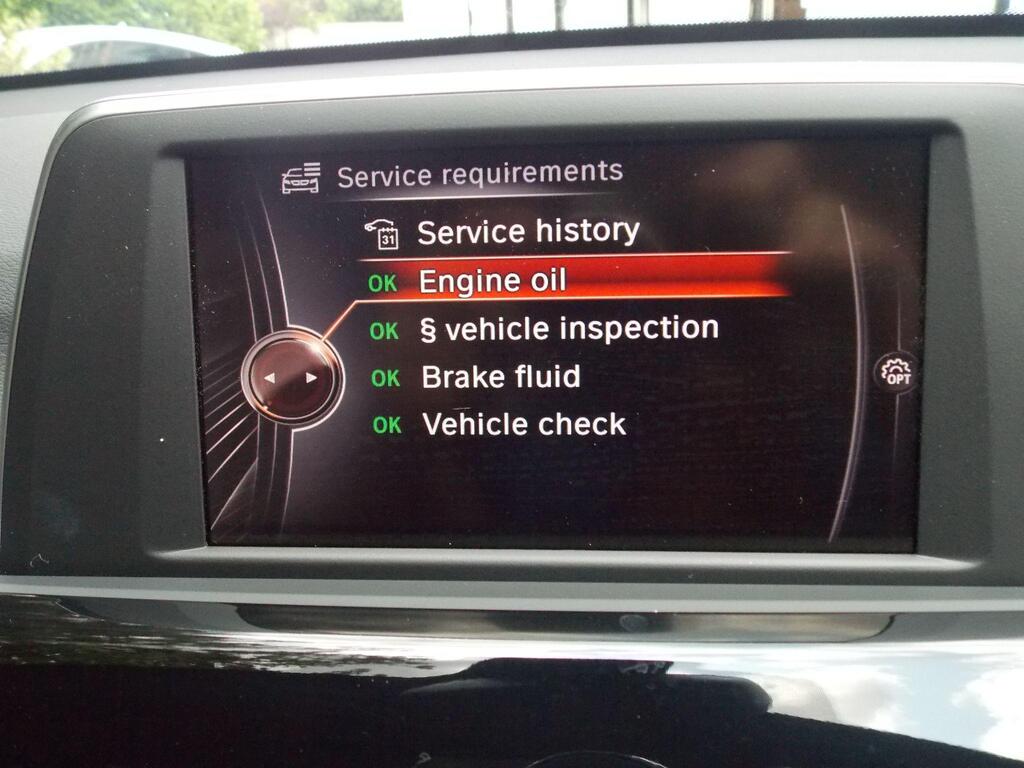 Service requirements
31 Service history
OK Engine oil
OK § vehicle inspection
OK Brake fluid
OK Vehicle check
OPT